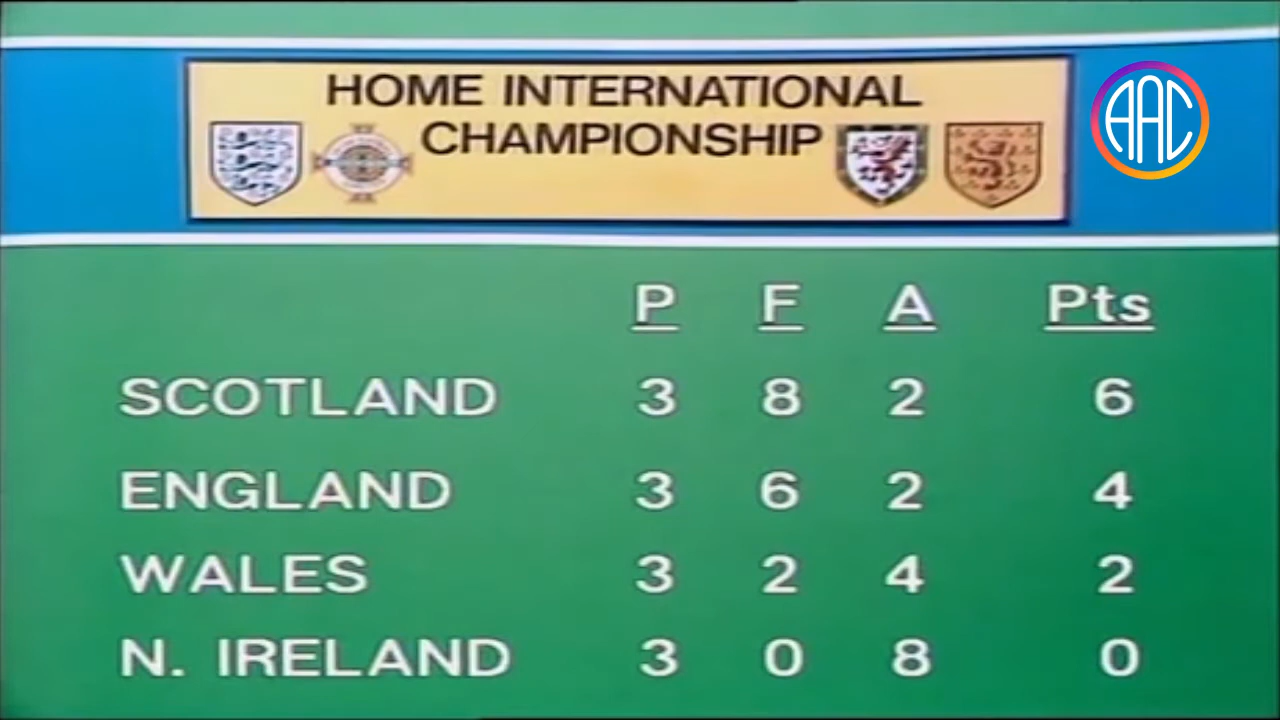 HOME INTERNATIONAL
CHAMPIONSHIP
AAC
P F A Pts
SCOTLAND 3 8 2 6
ENGLAND 3 6 2 4
WALES 3 2 4 2
N. IRELAND 3 0 8 0